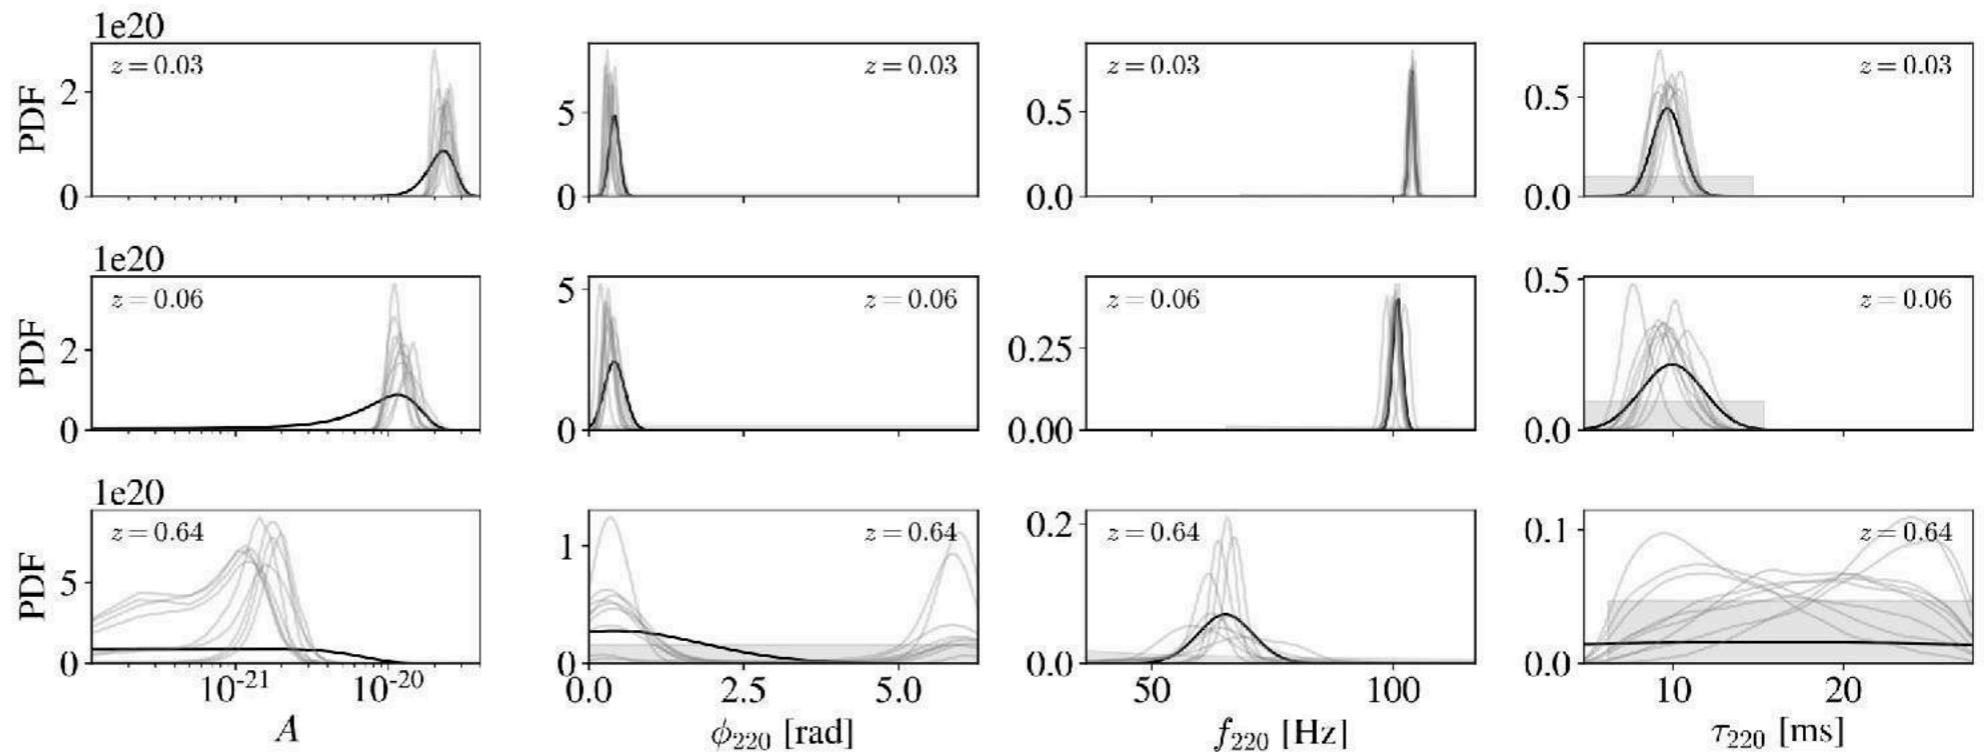 1e20
PDF
2
0
z = 0.03
5
0
z = 0.03
0.5
0.0
z = 0.03
0.5
0.0
z = 0.03
1e20
PDF
2
0
z = 0.06
5
0
z = 0.06
0.25
0.00
z = 0.06
0.5
0.0
z = 0.06
1e20
PDF
5
0
z = 0.64
1
0
z = 0.64
0.2
0.0
z = 0.64
0.1
0.0
z = 0.64
10⁻²¹ 10⁻²⁰
0.0 2.5 5.0
50 100
10 20
A
ϕ₂₂₀ [rad]
f₂₂₀ [Hz]
τ₂₂₀ [ms]